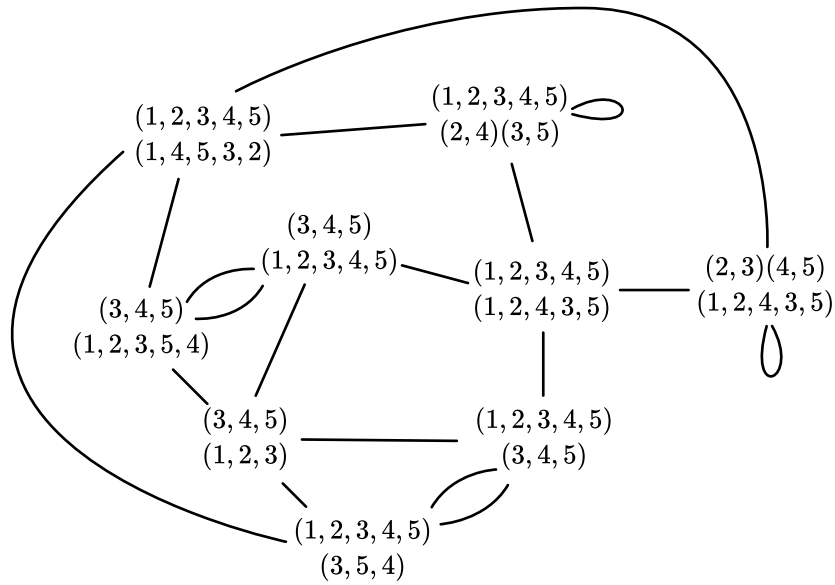 (1, 2, 3, 4, 5)
(1, 4, 5, 3, 2)
(1, 2, 3, 4, 5)
(2, 4)(3, 5)
(3, 4, 5)
(1, 2, 3, 4, 5)
(1, 2, 3, 4, 5)
(1, 2, 4, 3, 5)
(2, 3)(4, 5)
(1, 2, 4, 3, 5)
(3, 4, 5)
(1, 2, 3, 5, 4)
(3, 4, 5)
(1, 2, 3)
(1, 2, 3, 4, 5)
(3, 4, 5)
(1, 2, 3, 4, 5)
(3, 5, 4)